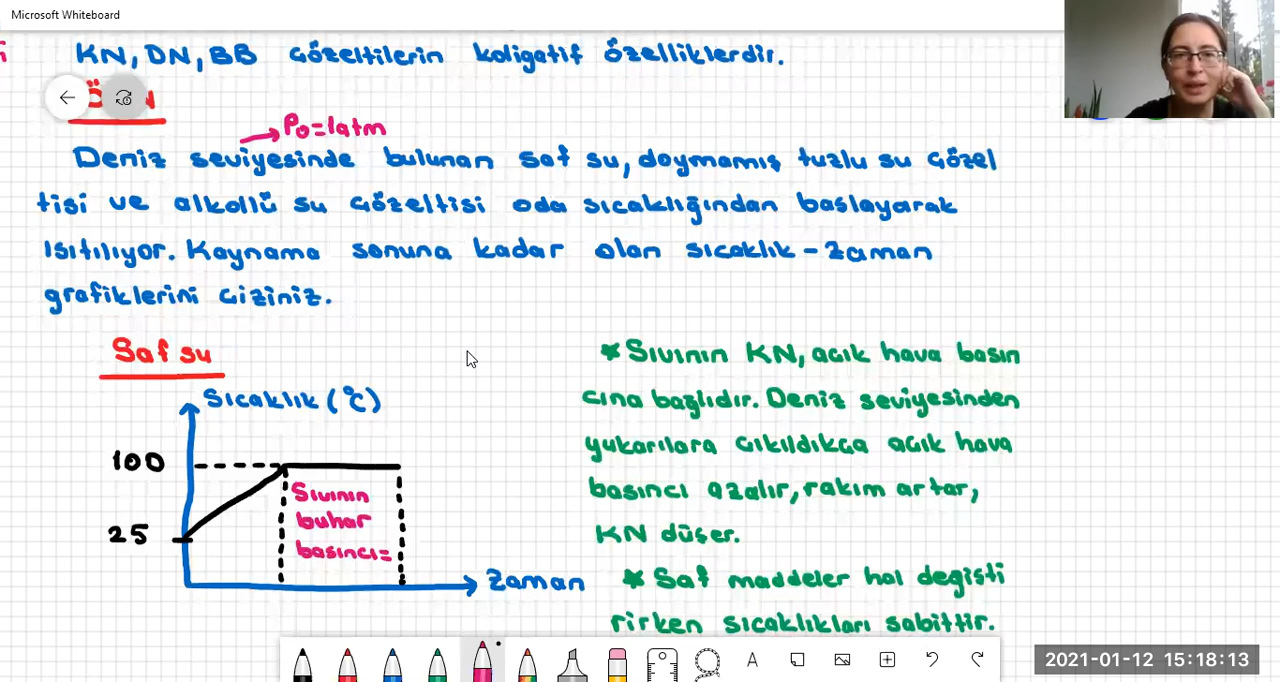 Microsoft Whiteboard
i KN, DN, BB çözeltilerin koligatif özelliklerdir.
→ P₀=1atm
Deniz seviyesinde bulunan saf su, doymamış tuzlu su çözel
tisi ve alkollü su çözeltisi oda sıcaklığından başlayarak
ısıtılıyor. Kaynama sonuna kadar olan sıcaklık - zaman
grafiklerini çiziniz.
Saf su
Sıcaklık (°C)
100
25
Sıvının
buhar
basıncı=
Zaman
* Sıvının KN, açık hava basın
cına bağlıdır. Deniz seviyesinden
yukarılara çıkıldıkça açık hava
basıncı azalır, rakım artar,
KN düşer.
* Saf maddeler hal değişti
rirken sıcaklıkları sabittir.
A
2021-01-12 15:18:13